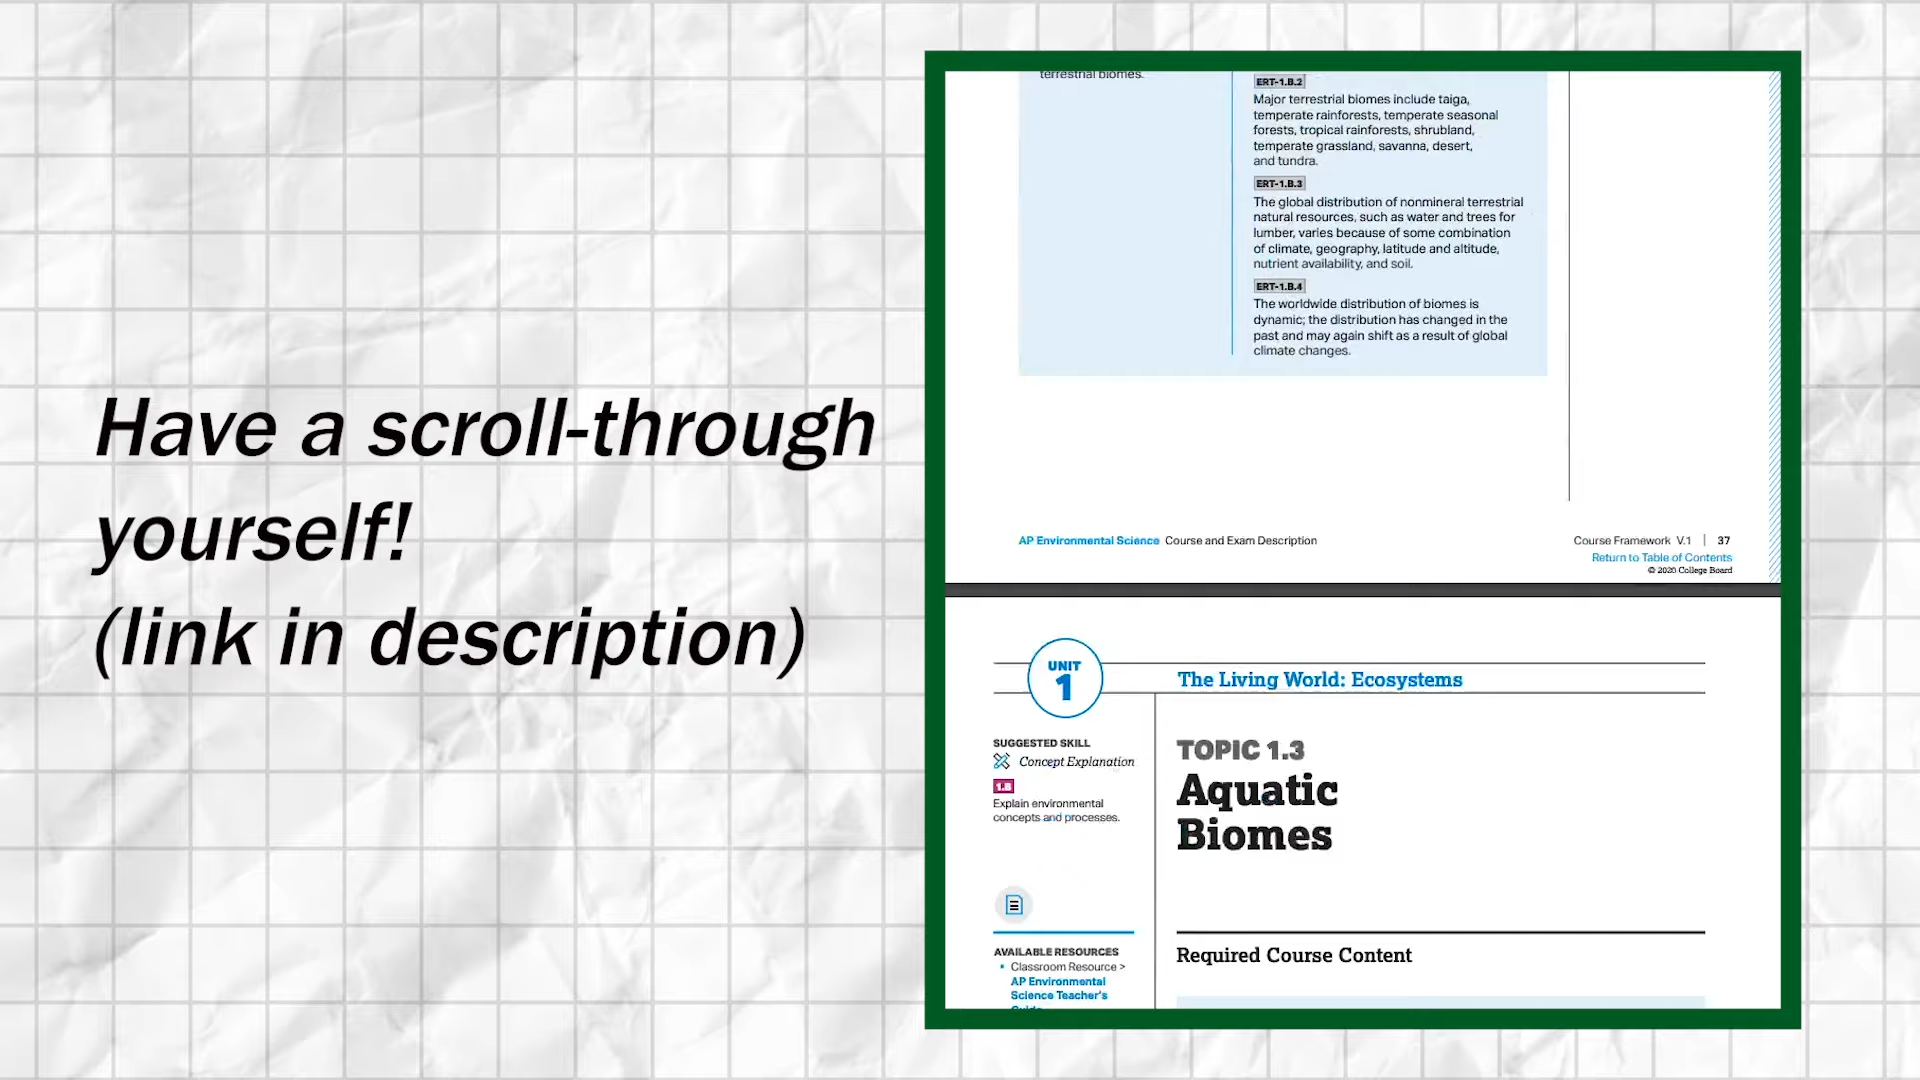 Have a scroll-through
yourself!
(link in description)
terrestrial biomes.
ERT-1.B.2
Major terrestrial biomes include taiga,
temperate rainforests, temperate seasonal
forests, tropical rainforests, shrubland,
temperate grassland, savanna, desert,
and tundra.
ERT-1.B.3
The global distribution of nonmineral terrestrial
natural resources, such as water and trees for
lumber, varies because of some combination
of climate, geography, latitude and altitude,
nutrient availability, and soil.
ERT-1.B.4
The worldwide distribution of biomes is
dynamic; the distribution has changed in the
past and may again shift as a result of global
climate changes.
AP Environmental Science Course and Exam Description
Course Framework V.1 | 37
Return to Table of Contents
© 2020 College Board
UNIT
1
The Living World: Ecosystems
SUGGESTED SKILL
Concept Explanation
1.B
Explain environmental
concepts and processes.
AVAILABLE RESOURCES
• Classroom Resource >
AP Environmental
Science Teacher's
Guide
TOPIC 1.3
Aquatic
Biomes
Required Course Content